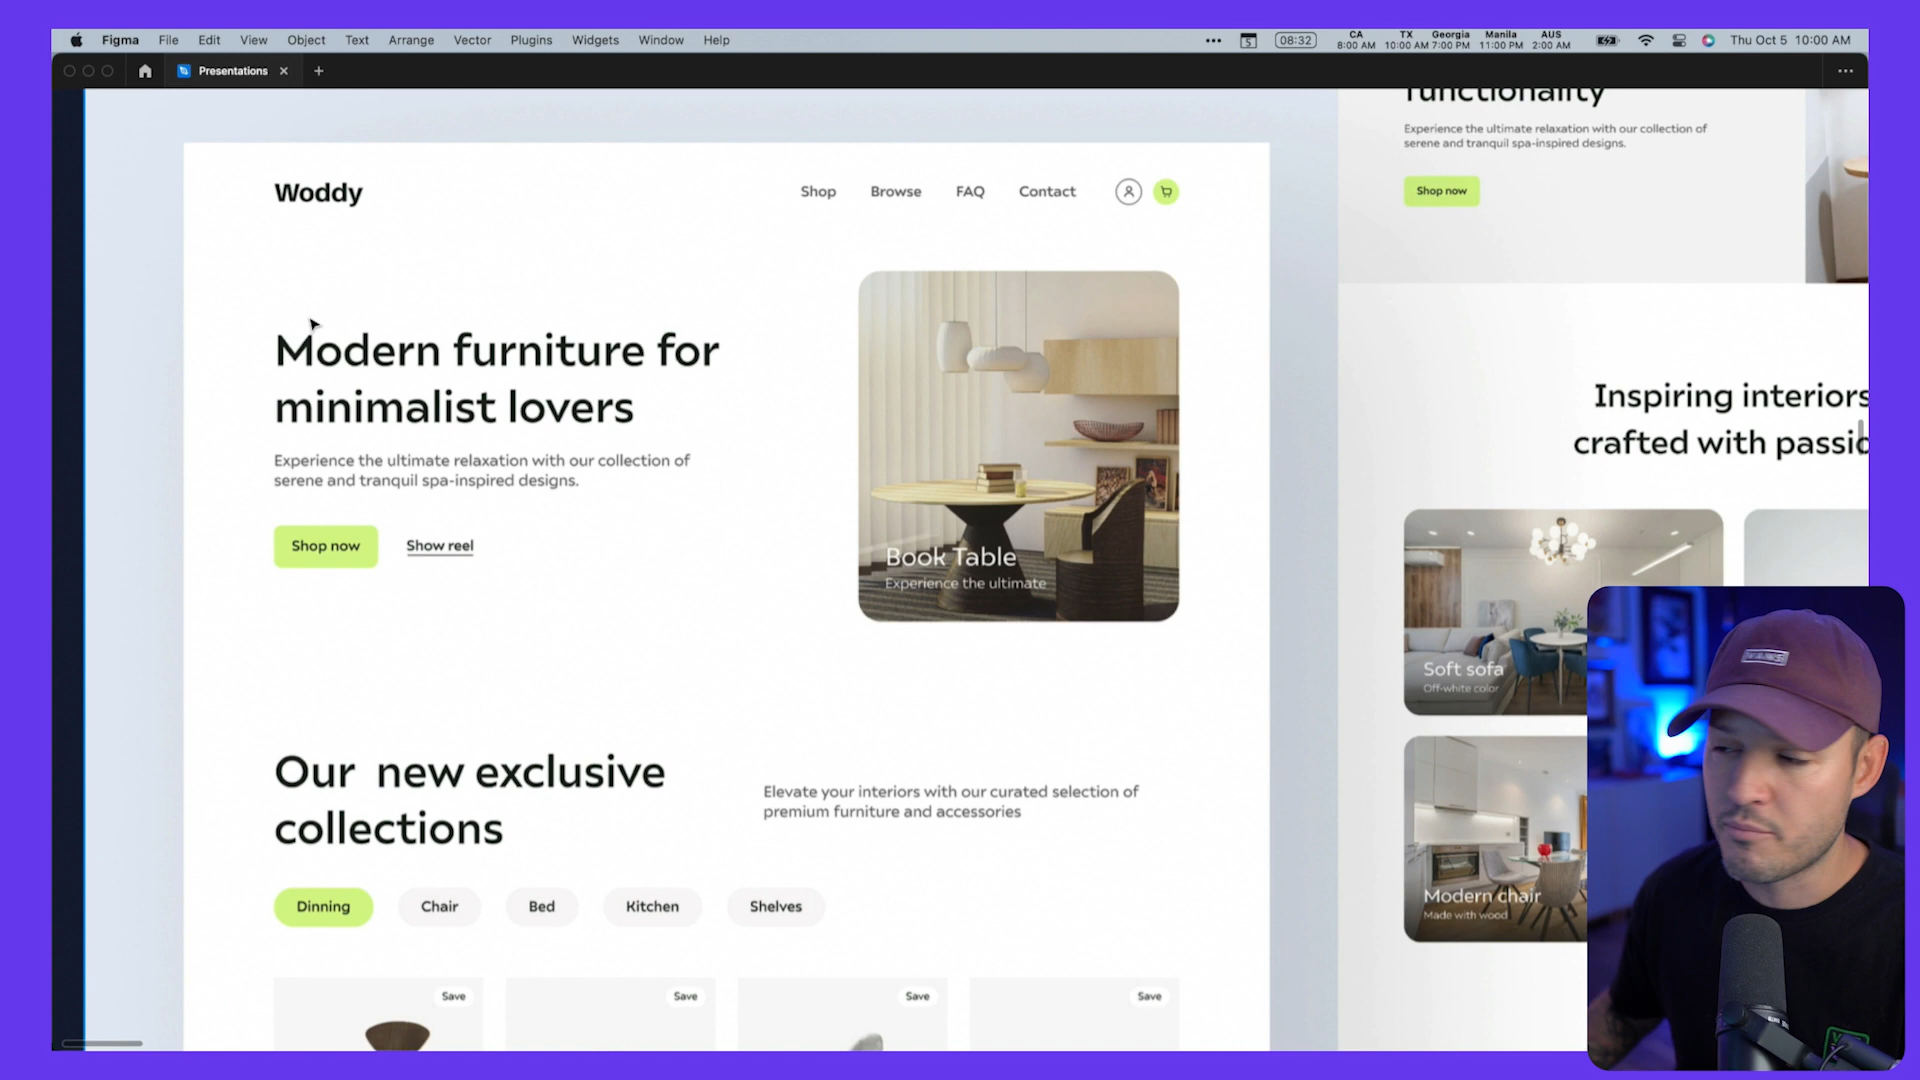 Figma File Edit View Object Text Arrange Vector Plugins Widgets Window Help
5
08:32
CA TX Georgia Manila AUS
8:00 AM 10:00 AM 7:00 PM 11:00 PM 2:00 AM
Thu Oct 5 10:00 AM
Presentations
Woddy
Shop Browse FAQ Contact
Modern furniture for
minimalist lovers
Experience the ultimate relaxation with our collection of
serene and tranquil spa-inspired designs.
Shop now Show reel
Book Table
Experience the ultimate
Our new exclusive
collections
Elevate your interiors with our curated selection of
premium furniture and accessories
Dinning Chair Bed Kitchen Shelves
Save Save Save Save
functionality
Experience the ultimate relaxation with our collection of
serene and tranquil spa-inspired designs.
Shop now
Inspiring interiors
crafted with passio
Soft sofa
Off-white color
Modern chair
Made with wood